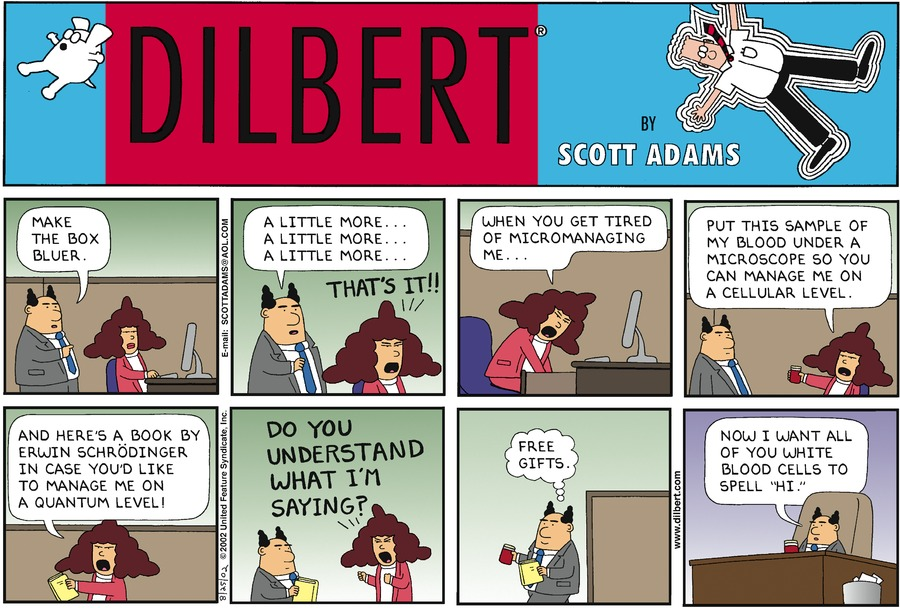 DILBERT®
BY
SCOTT ADAMS
MAKE
THE BOX
BLUER.
E-mail: SCOTTADAMS@AOL.COM
A LITTLE MORE...
A LITTLE MORE...
A LITTLE MORE...
THAT'S IT!!
WHEN YOU GET TIRED
OF MICROMANAGING
ME...
PUT THIS SAMPLE OF
MY BLOOD UNDER A
MICROSCOPE SO YOU
CAN MANAGE ME ON
A CELLULAR LEVEL.
AND HERE'S A BOOK BY
ERWIN SCHRÖDINGER
IN CASE YOU'D LIKE
TO MANAGE ME ON
A QUANTUM LEVEL!
8/25/02 © 2002 United Feature Syndicate, Inc.
DO YOU
UNDERSTAND
WHAT I'M
SAYING?
FREE
GIFTS.
www.dilbert.com
NOW I WANT ALL
OF YOU WHITE
BLOOD CELLS TO
SPELL "HI."